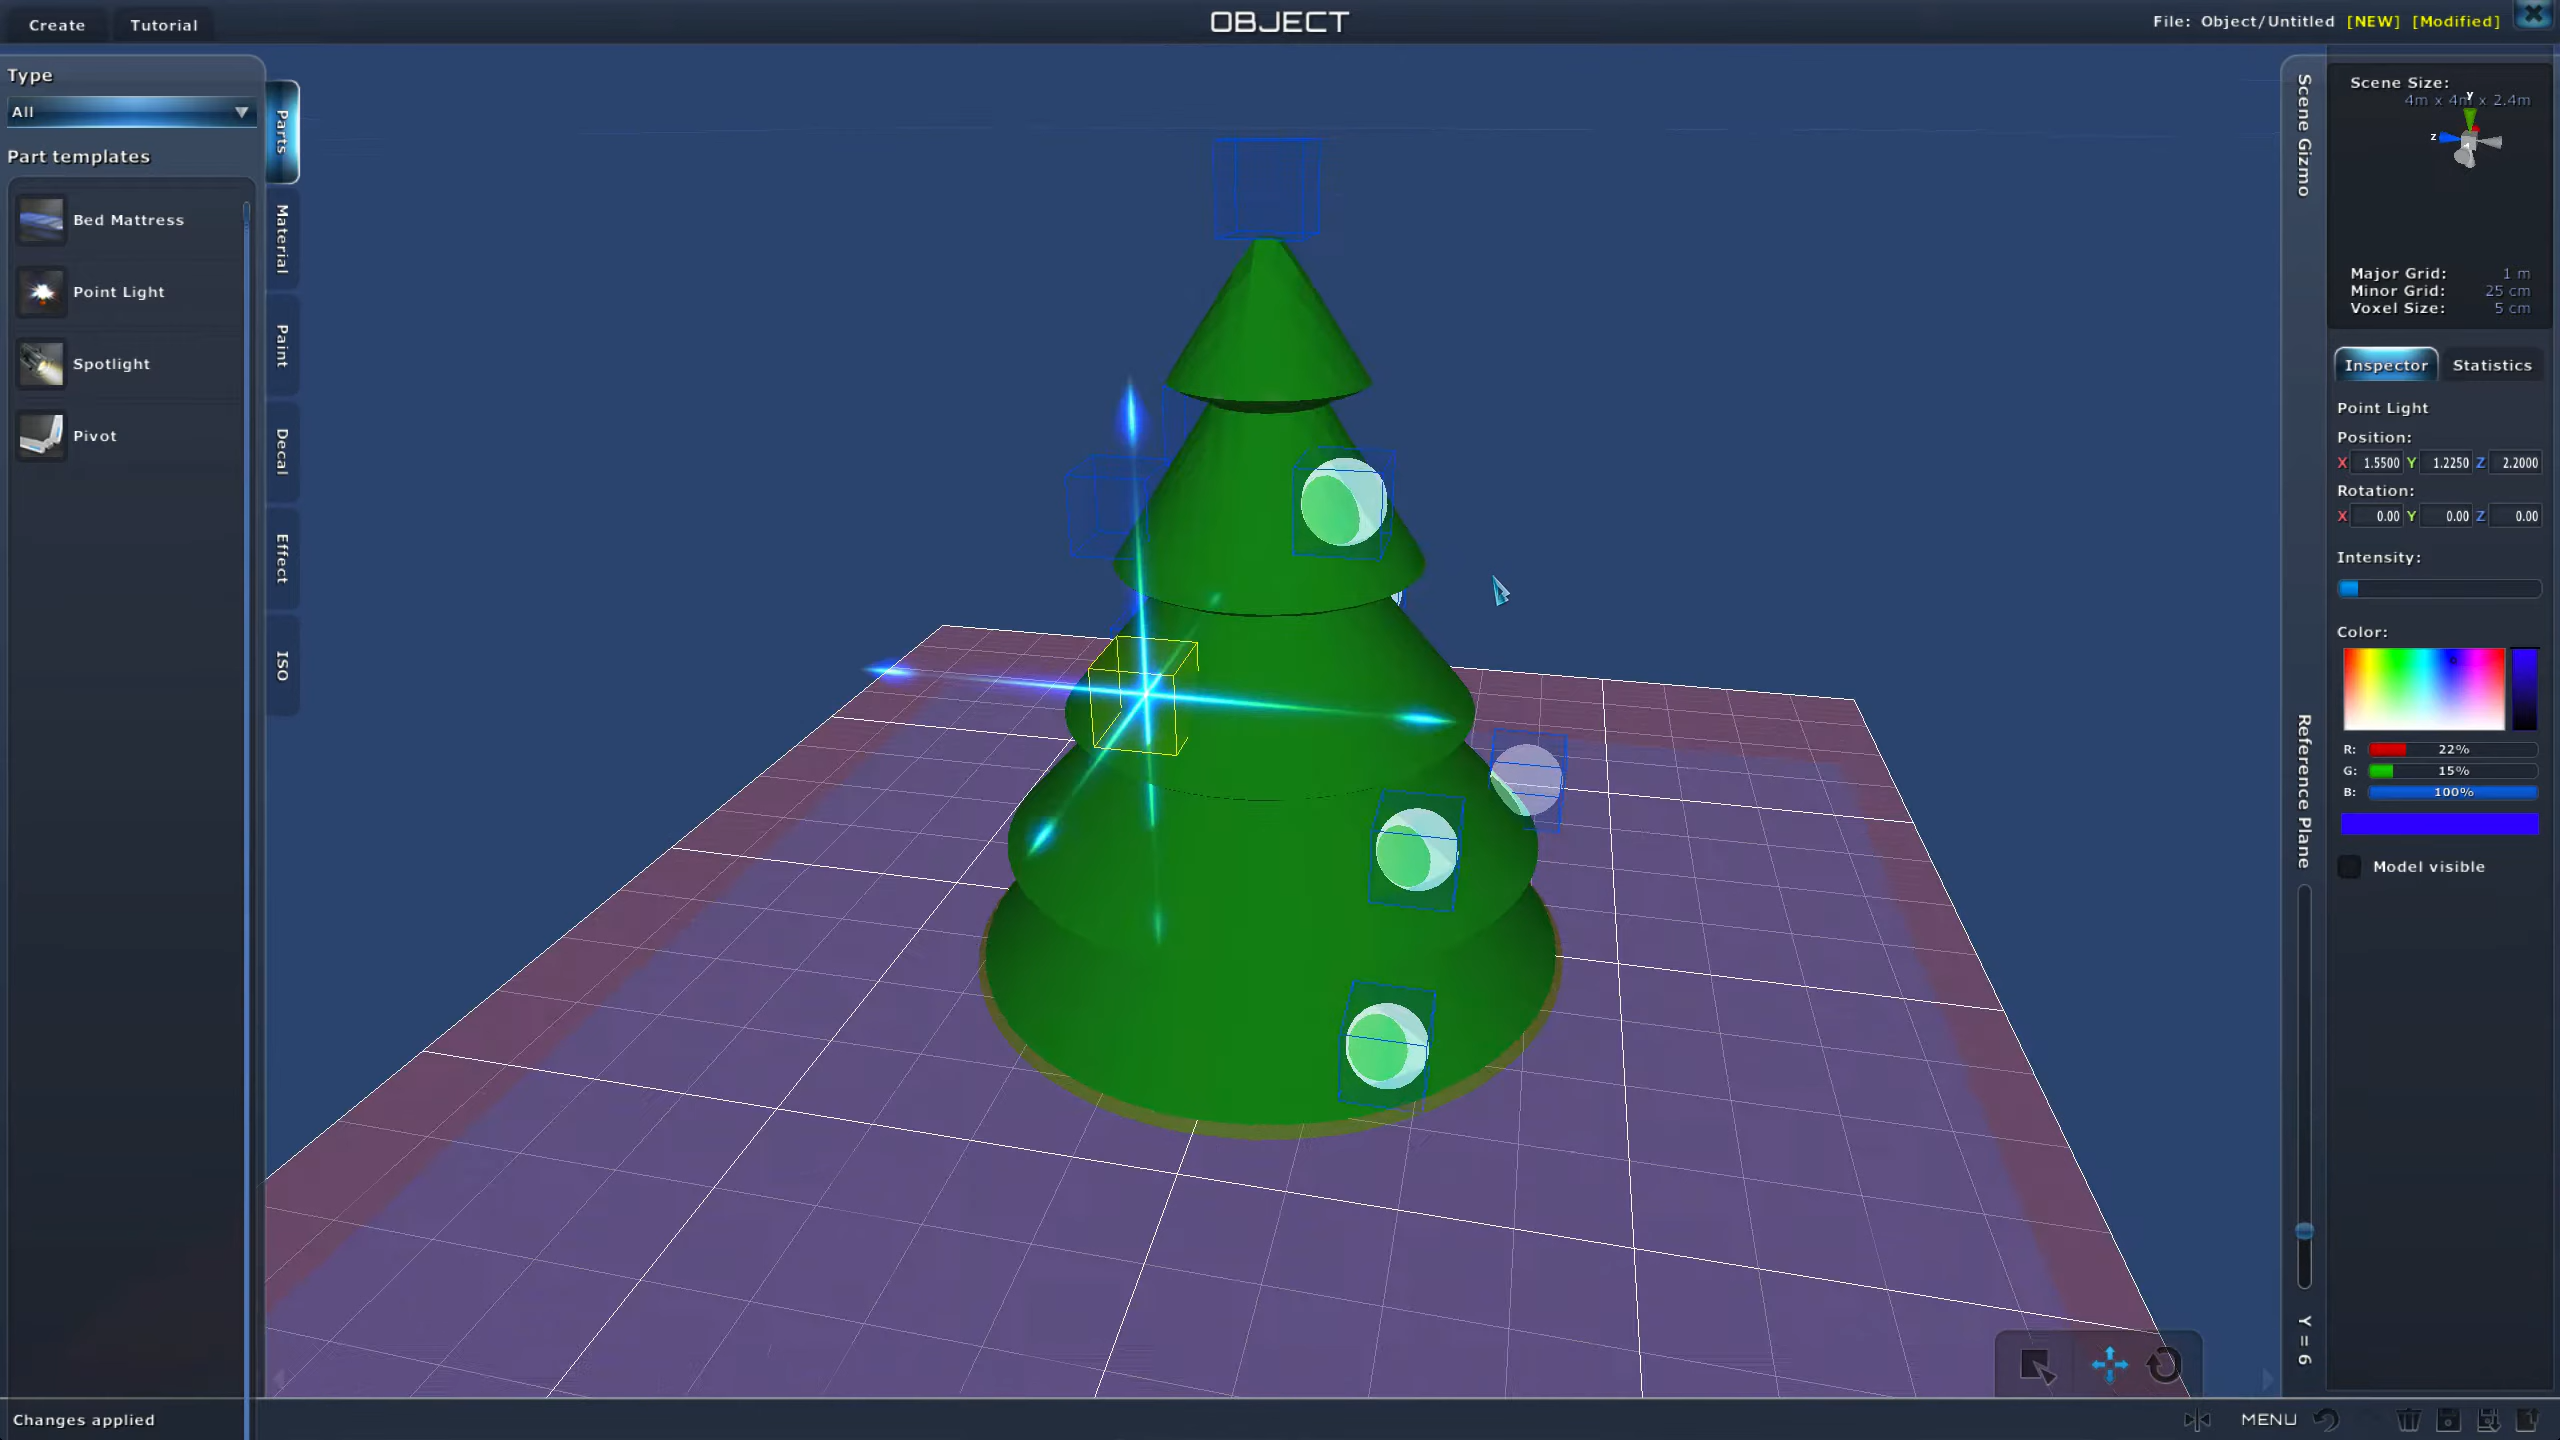 Create Tutorial OBJECT File: Object/Untitled [NEW] [Modified]
Type
All
Part templates
Bed Mattress
Point Light
Spotlight
Pivot
Parts
Material
Paint
Decal
Effect
ISO
Scene Gizmo
Reference Plane
Y = 6
Scene Size:
4m x 4m x 2.4m
Y
Z
Major Grid: 1 m
Minor Grid: 25 cm
Voxel Size: 5 cm
Inspector Statistics
Point Light
Position:
X 1.5500 Y 1.2250 Z 2.2000
Rotation:
X 0.00 Y 0.00 Z 0.00
Intensity:
Color:
R: 22%
G: 15%
B: 100%
Model visible
Changes applied MENU